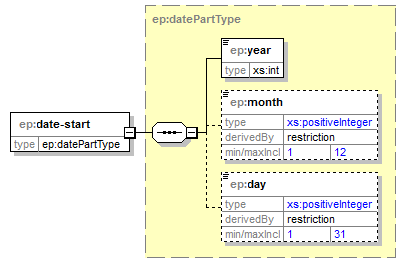 ep:datePartType
ep:year
type xs:int
ep:month
type xs:positiveInteger
derivedBy restriction
min/maxIncl 1 12
ep:date-start
type ep:datePartType
ep:day
type xs:positiveInteger
derivedBy restriction
min/maxIncl 1 31